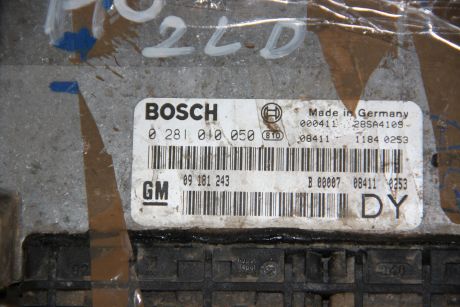 2LD
BOSCH Made in Germany
0 281 010 050 000411 28SA4109-
08411 1184 0253
GM 09 181 243 B 00007 08411 0253
DY